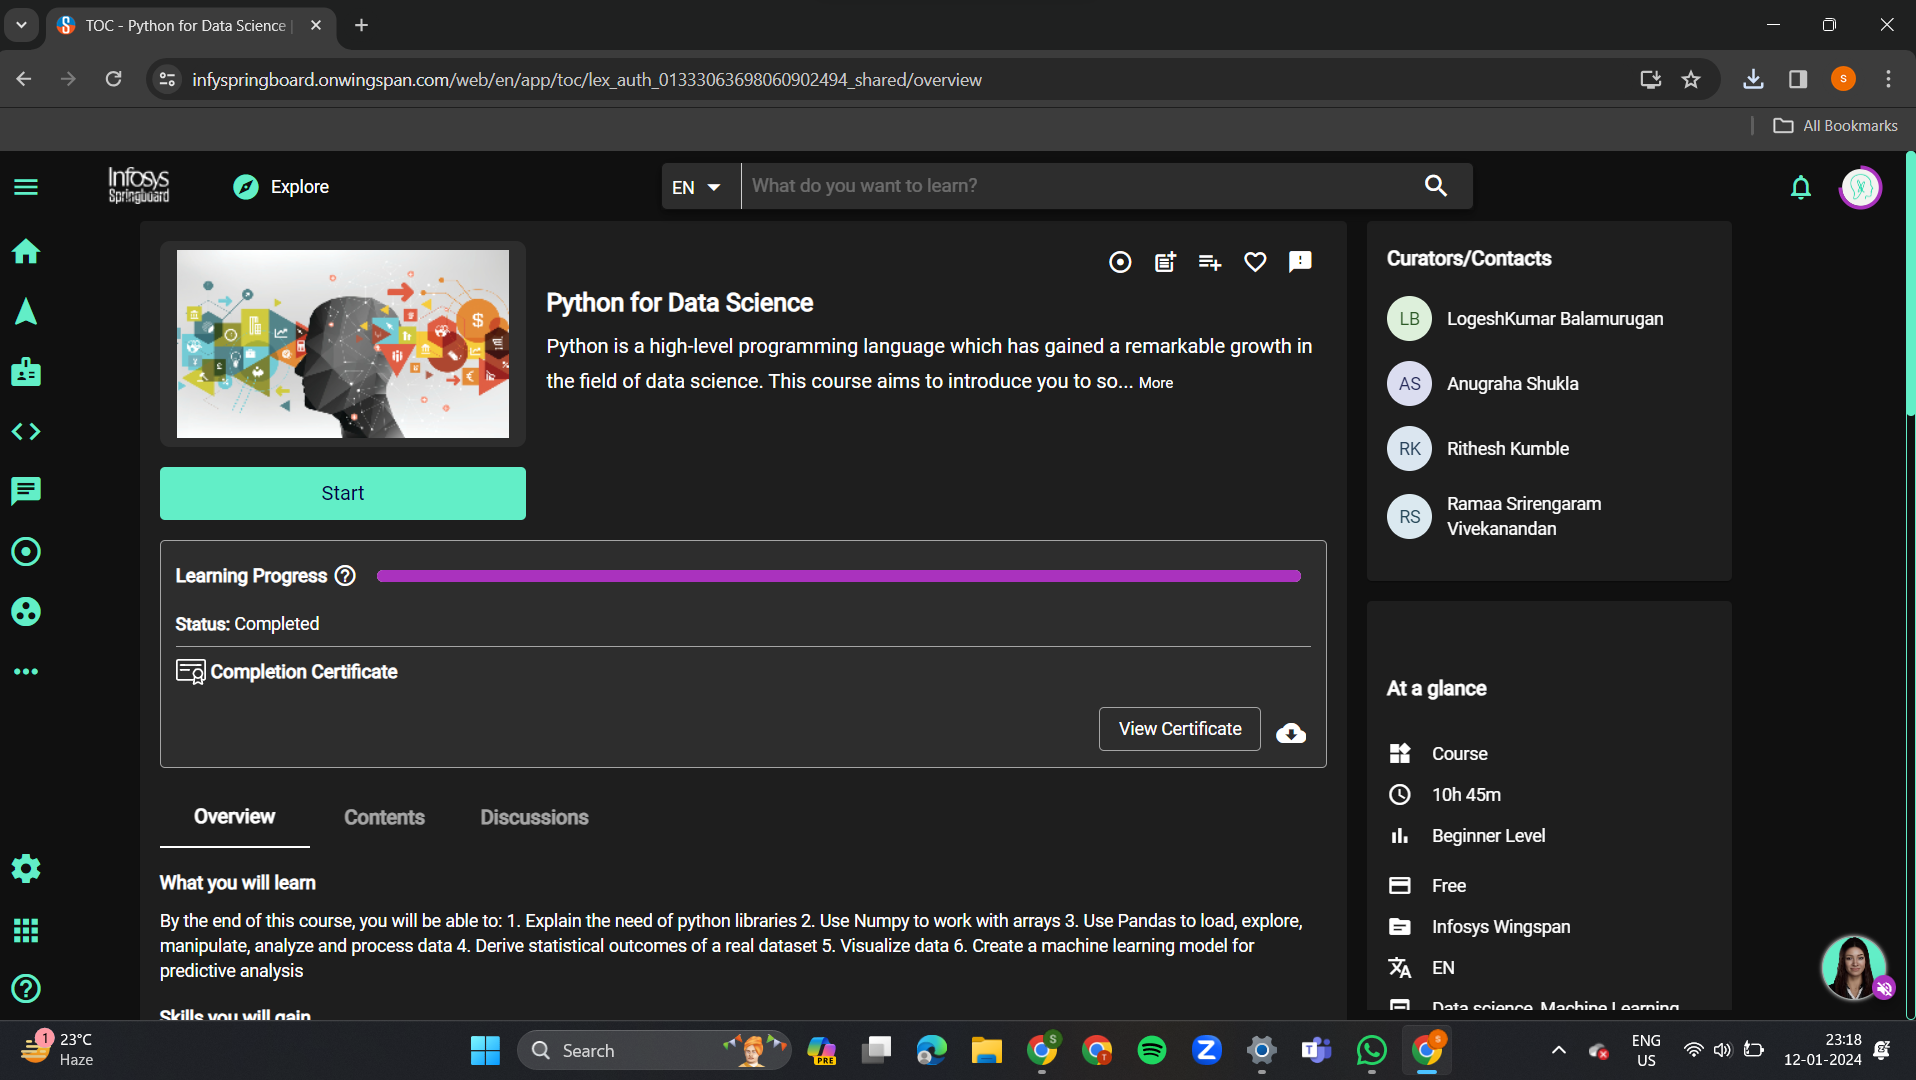 TOC - Python for Data Science |
infyspringboard.onwingspan.com/web/en/app/toc/lex_auth_01333063698060902494_shared/overview
S
All Bookmarks
Infosys
Springboard
Explore
EN
What do you want to learn?
Python for Data Science
Python is a high-level programming language which has gained a remarkable growth in
the field of data science. This course aims to introduce you to so... More
Start
Learning Progress
Status: Completed
Completion Certificate
View Certificate
Overview
Contents
Discussions
What you will learn
By the end of this course, you will be able to: 1. Explain the need of python libraries 2. Use Numpy to work with arrays 3. Use Pandas to load, explore,
manipulate, analyze and process data 4. Derive statistical outcomes of a real dataset 5. Visualize data 6. Create a machine learning model for
predictive analysis
Skills you will gain
Curators/Contacts
LB LogeshKumar Balamurugan
AS Anugraha Shukla
RK Rithesh Kumble
RS Ramaa Srirengaram
Vivekanandan
At a glance
Course
10h 45m
Beginner Level
Free
Infosys Wingspan
EN
Data science, Machine Learning
1
23°C
Haze
Search
PRE
S
T
Z
T
S
ENG
US
23:18
12-01-2024